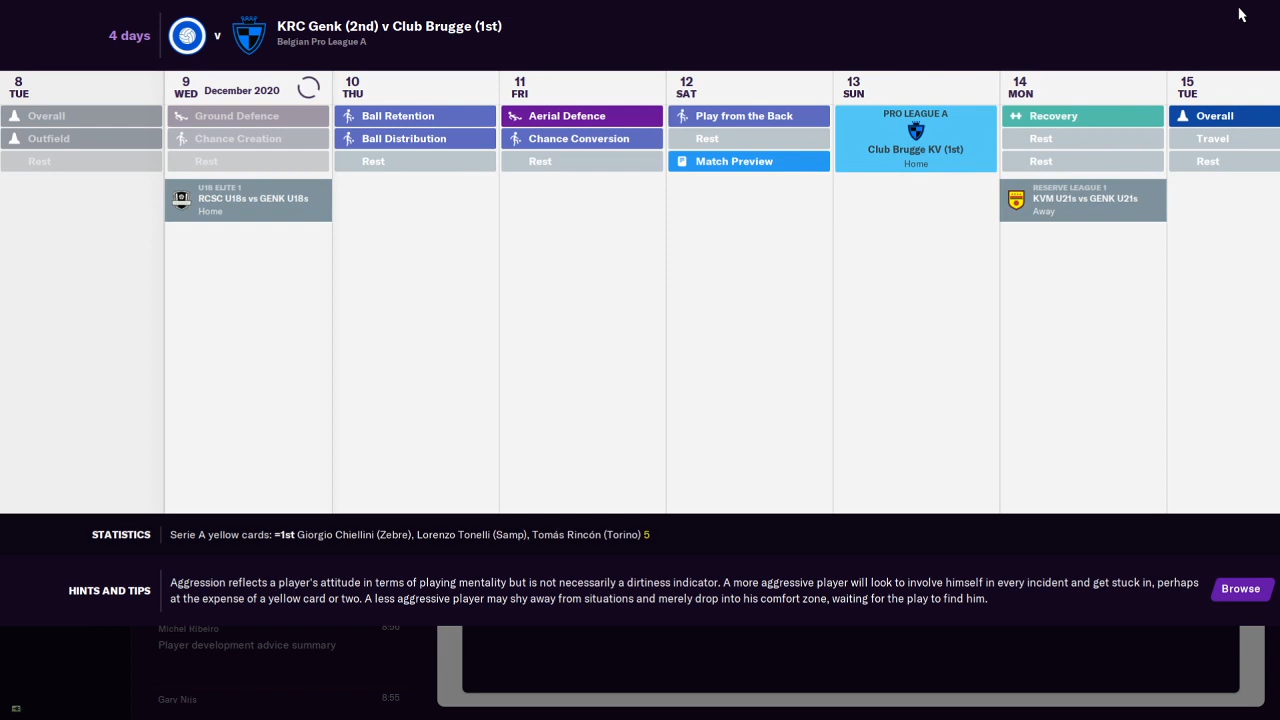 4 days
v
KRC Genk (2nd) v Club Brugge (1st)
Belgian Pro League A
8
TUE
9
WED
December 2020
10
THU
11
FRI
12
SAT
13
SUN
14
MON
15
TUE
Overall
Outfield
Rest
Ground Defence
Chance Creation
Rest
U18 ELITE 1
RCSC U18s vs GENK U18s
Home
Ball Retention
Ball Distribution
Rest
Aerial Defence
Chance Conversion
Rest
Play from the Back
Rest
Match Preview
PRO LEAGUE A
Club Brugge KV (1st)
Home
Recovery
Rest
Rest
RESERVE LEAGUE 1
KVM U21s vs GENK U21s
Away
Overall
Travel
Rest
STATISTICS
Serie A yellow cards: =1st Giorgio Chiellini (Zebre), Lorenzo Tonelli (Samp), Tomás Rincón (Torino) 5
HINTS AND TIPS
Aggression reflects a player's attitude in terms of playing mentality but is not necessarily a dirtiness indicator. A more aggressive player will look to involve himself in every incident and get stuck in, perhaps
at the expense of a yellow card or two. A less aggressive player may shy away from situations and merely drop into his comfort zone, waiting for the play to find him.
Browse
Michel Ribeiro
8:56
Player development advice summary
Gary Nijs
8:55